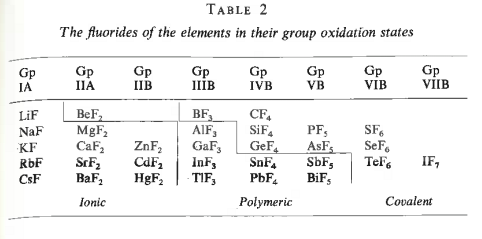 TABLE 2
The fluorides of the elements in their group oxidation states
Gp Gp Gp Gp Gp Gp Gp Gp
IA IIA IIB IIIB IVB VB VIB VIIB
LiF BeF₂ BF₃ CF₄
NaF MgF₂ AlF₃ SiF₄ PF₅ SF₆
KF CaF₂ ZnF₂ GaF₃ GeF₄ AsF₅ SeF₆
RbF SrF₂ CdF₂ InF₃ SnF₄ SbF₅ TeF₆ IF₇
CsF BaF₂ HgF₂ TlF₃ PbF₄ BiF₅
Ionic Polymeric Covalent